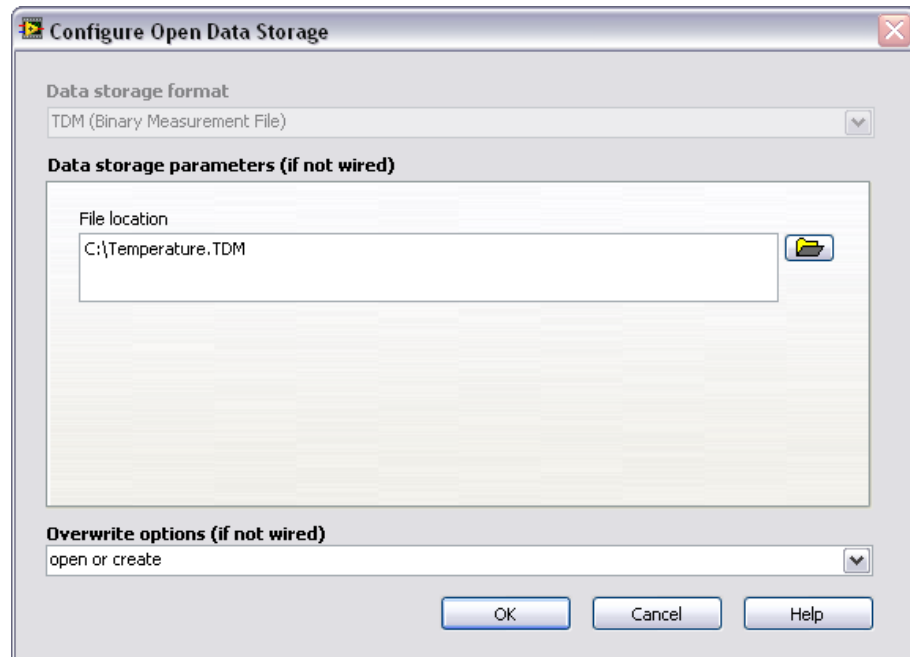 Configure Open Data Storage
Data storage format
TDM (Binary Measurement File)
Data storage parameters (if not wired)
File location
C:\Temperature.TDM
Overwrite options (if not wired)
open or create
OK Cancel Help